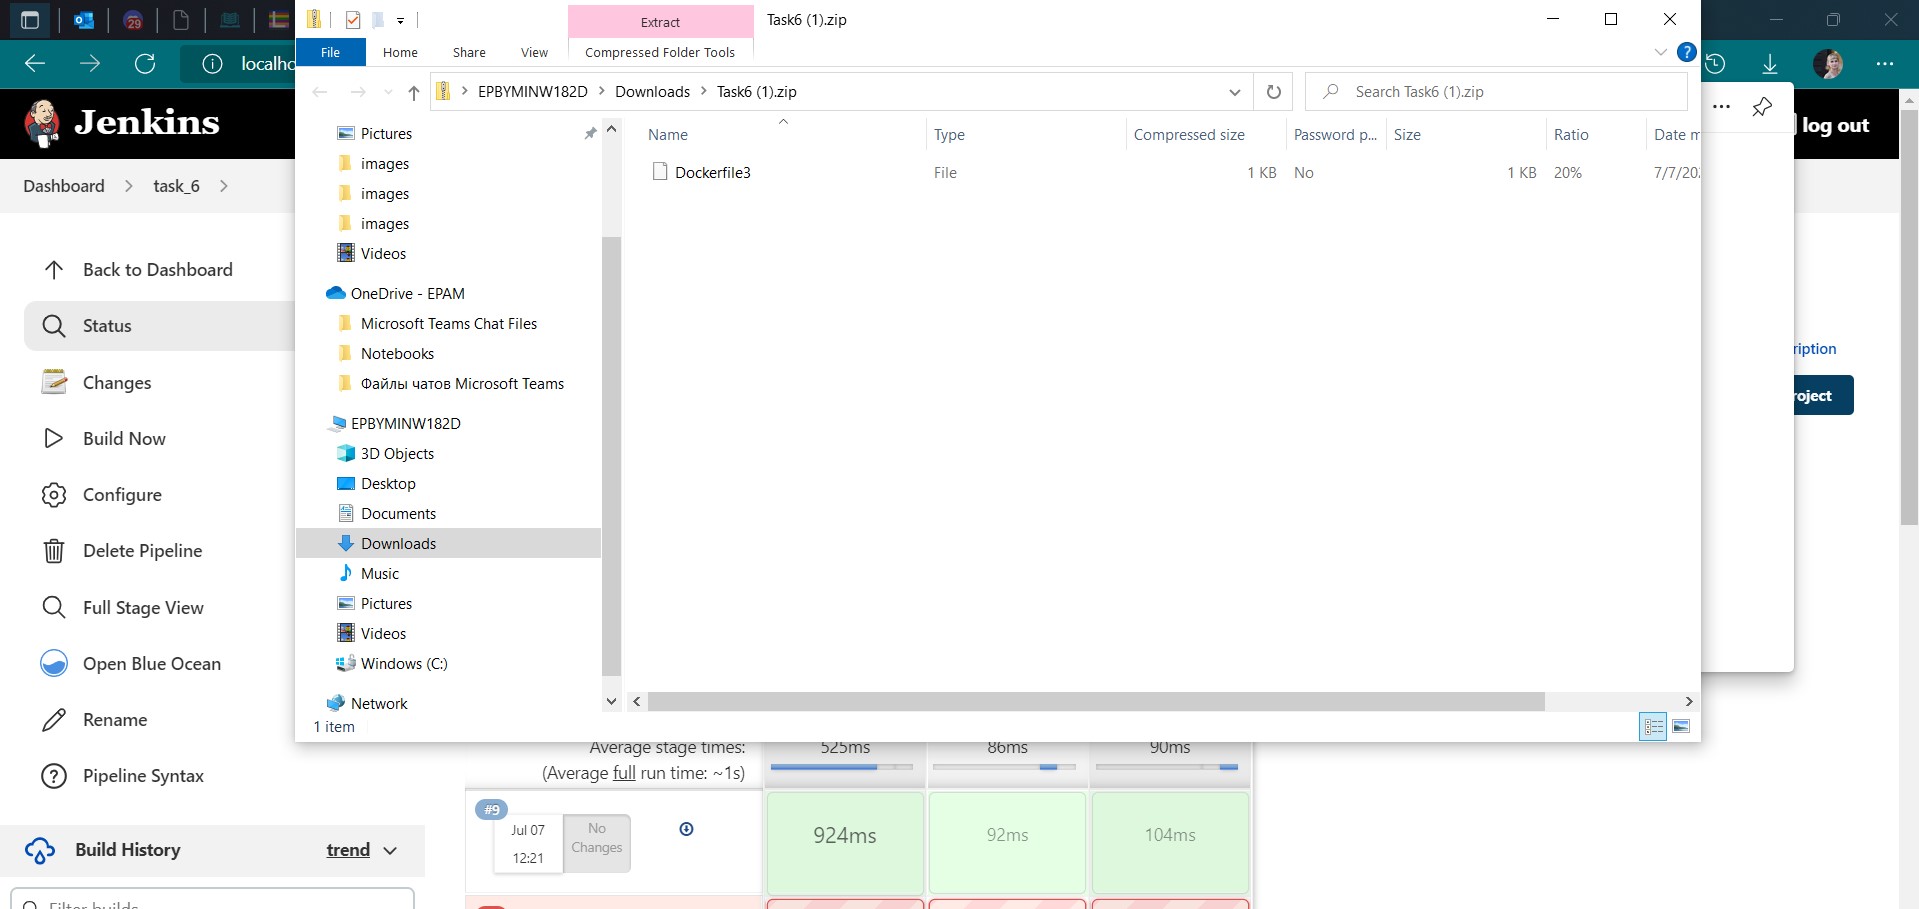 29
Extract
Task6 (1).zip
File
Home
Share
View
Compressed Folder Tools
?
localho
EPBYMINW182D
Downloads
Task6 (1).zip
Search Task6 (1).zip
Jenkins
log out
Dashboard
task_6
Back to Dashboard
Status
Changes
Build Now
Configure
Delete Pipeline
Full Stage View
Open Blue Ocean
Rename
Pipeline Syntax
Build History
trend
Filter builds
Pictures
images
images
images
Videos
OneDrive - EPAM
Microsoft Teams Chat Files
Notebooks
Файлы чатов Microsoft Teams
EPBYMINW182D
3D Objects
Desktop
Documents
Downloads
Music
Pictures
Videos
Windows (C:)
Network
1 item
Name Type Compressed size Password p... Size Ratio Date m
Dockerfile3 File 1 KB No 1 KB 20% 7/7/20
ription
roject
Average stage times: 525ms 86ms 90ms
(Average full run time: ~1s)
#9
Jul 07
12:21
No
Changes
924ms 92ms 104ms